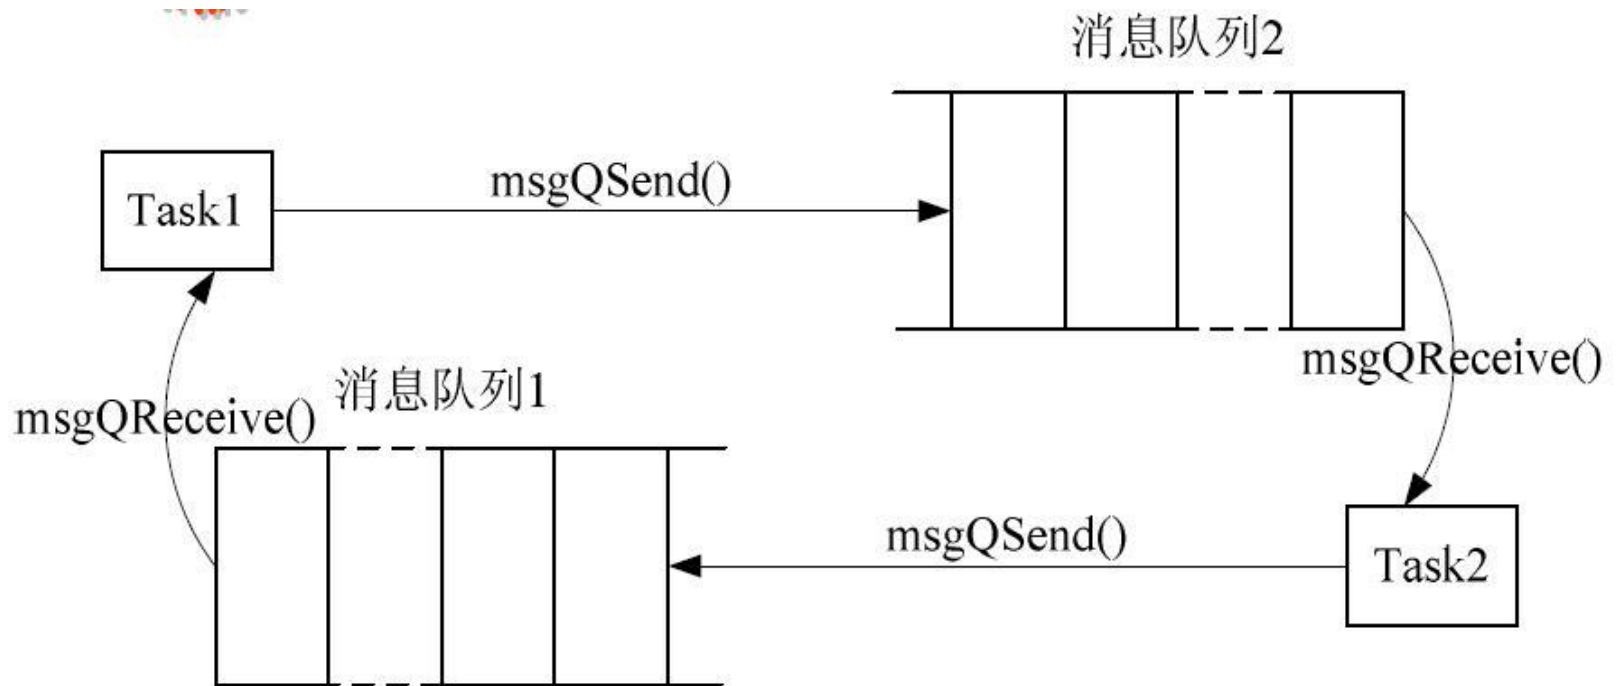 消息队列2
msgQSend()
Task1
msgQReceive()
消息队列1
msgQReceive()
msgQSend()
Task2